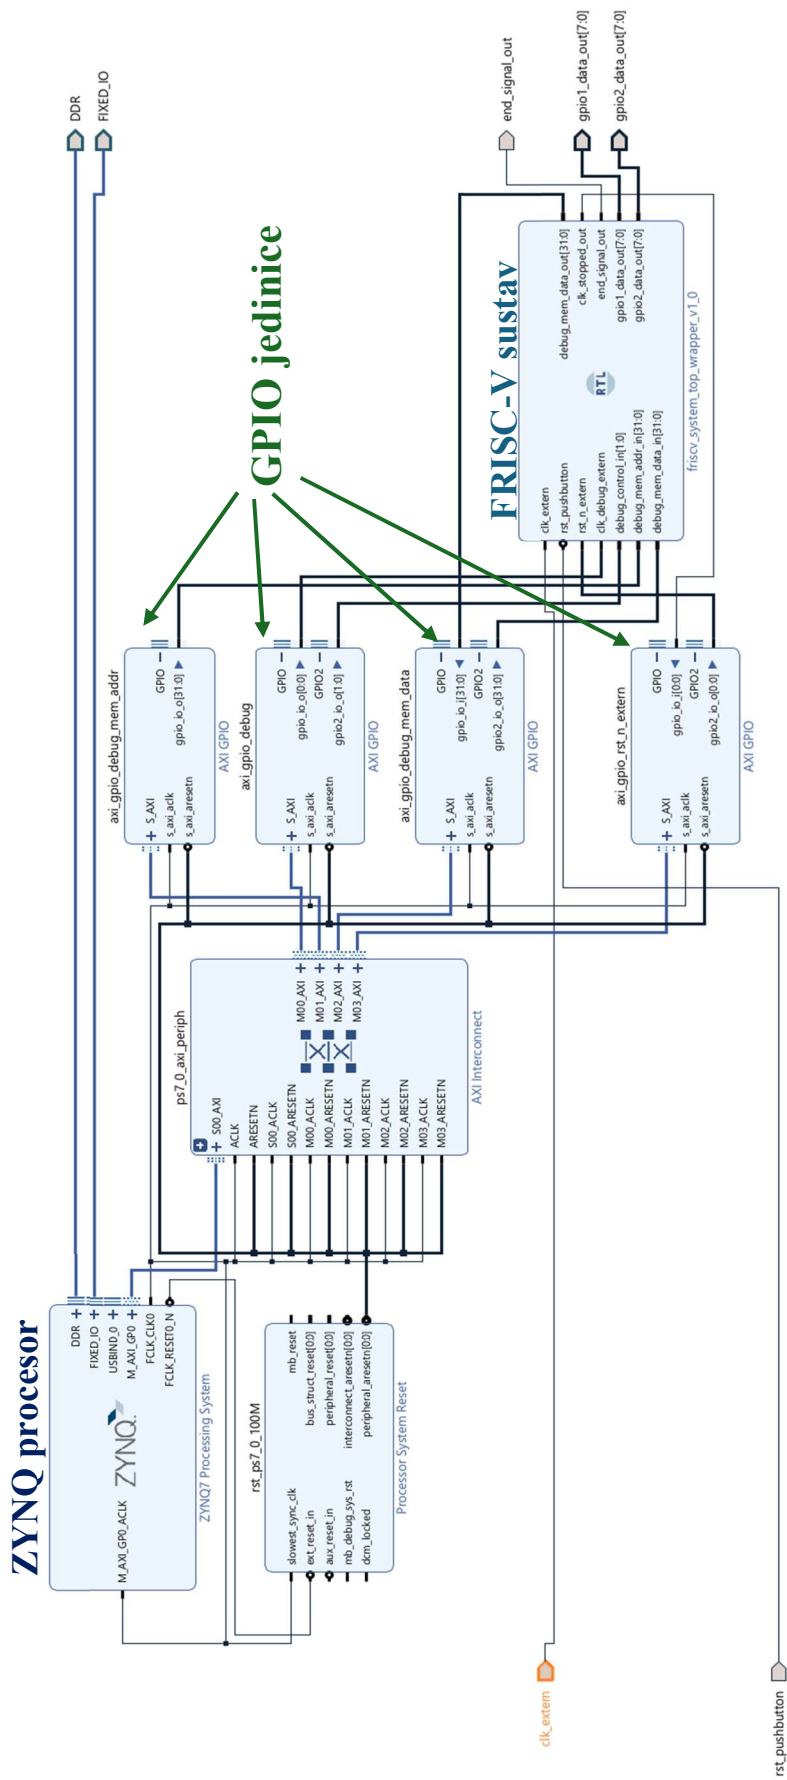 ZYNQ procesor
DDR
FIXED_IO
USBIND_0
M_AXI_GP0
FCLK_CLK0
FCLK_RESET0_N
M_AXI_GP0_ACLK
ZYNQ.
ZYNQ7 Processing System
rst_ps7_0_100M
slowest_sync_clk
ext_reset_in
aux_reset_in
mb_debug_sys_rst
dcm_locked
mb_reset
bus_struct_reset[0:0]
peripheral_reset[0:0]
interconnect_aresetn[0:0]
peripheral_aresetn[0:0]
Processor System Reset
clk_extern
rst_pushbutton
ps7_0_axi_periph
S00_AXI
ACLK
ARESETN
S00_ACLK
S00_ARESETN
M00_ACLK
M00_ARESETN
M01_ACLK
M01_ARESETN
M02_ACLK
M02_ARESETN
M03_ACLK
M03_ARESETN
M00_AXI
M01_AXI
M02_AXI
M03_AXI
AXI Interconnect
GPIO jedinice
axi_gpio_debug_mem_addr
S_AXI
s_axi_aclk
s_axi_aresetn
GPIO
gpio_io_o[31:0]
AXI GPIO
axi_gpio_debug
S_AXI
s_axi_aclk
s_axi_aresetn
GPIO
gpio_io_o[0:0]
GPIO2
gpio2_io_o[1:0]
AXI GPIO
axi_gpio_debug_mem_data
S_AXI
s_axi_aclk
s_axi_aresetn
GPIO
gpio_io_i[31:0]
GPIO2
gpio2_io_o[31:0]
AXI GPIO
axi_gpio_rst_n_extern
S_AXI
s_axi_aclk
s_axi_aresetn
GPIO
gpio_io_i[0:0]
GPIO2
gpio2_io_o[0:0]
AXI GPIO
FRISC-V sustav
clk_extern
rst_pushbutton
rst_n_extern
clk_debug_extern
debug_control_in[1:0]
debug_mem_addr_in[31:0]
debug_mem_data_in[31:0]
RTL
debug_mem_data_out[31:0]
clk_stopped_out
end_signal_out
gpio1_data_out[7:0]
gpio2_data_out[7:0]
friscv_system_top_wrapper_v1_0
DDR
FIXED_IO
end_signal_out
gpio1_data_out[7:0]
gpio2_data_out[7:0]